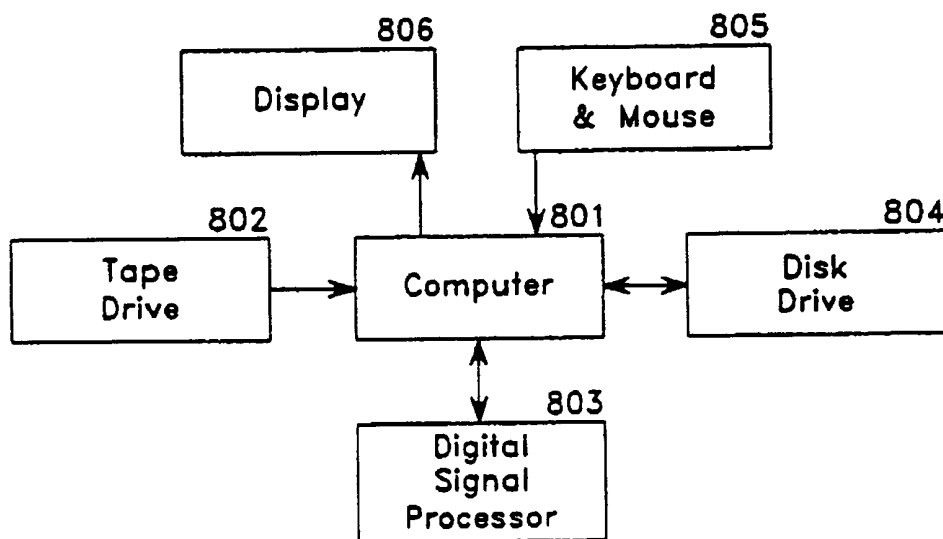 806
Display
805
Keyboard
& Mouse
802
Tape
Drive
801
Computer
804
Disk
Drive
803
Digital
Signal
Processor